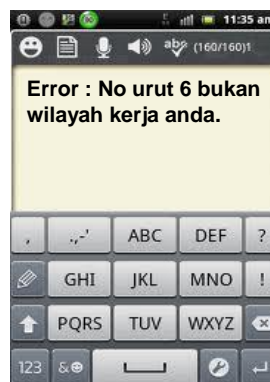 11:35 am
abc (160/160)1
Error : No urut 6 bukan
wilayah kerja anda.
, .,-' ABC DEF ?
GHI JKL MNO !
PQRS TUV WXYZ
123 &